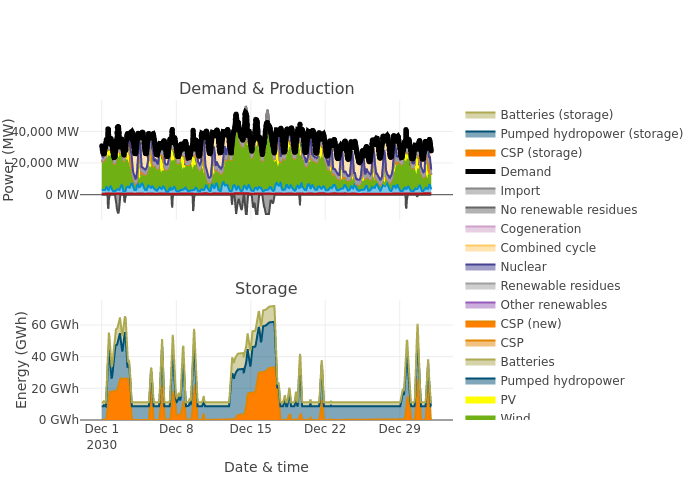 Demand & Production
Power (MW)
40,000 MW
20,000 MW
0 MW
Storage
Energy (GWh)
60 GWh
40 GWh
20 GWh
0 GWh
Dec 1
2030
Dec 8
Dec 15
Dec 22
Dec 29
Date & time
Batteries (storage)
Pumped hydropower (storage)
CSP (storage)
Demand
Import
No renewable residues
Cogeneration
Combined cycle
Nuclear
Renewable residues
Other renewables
CSP (new)
CSP
Batteries
Pumped hydropower
PV
Wind